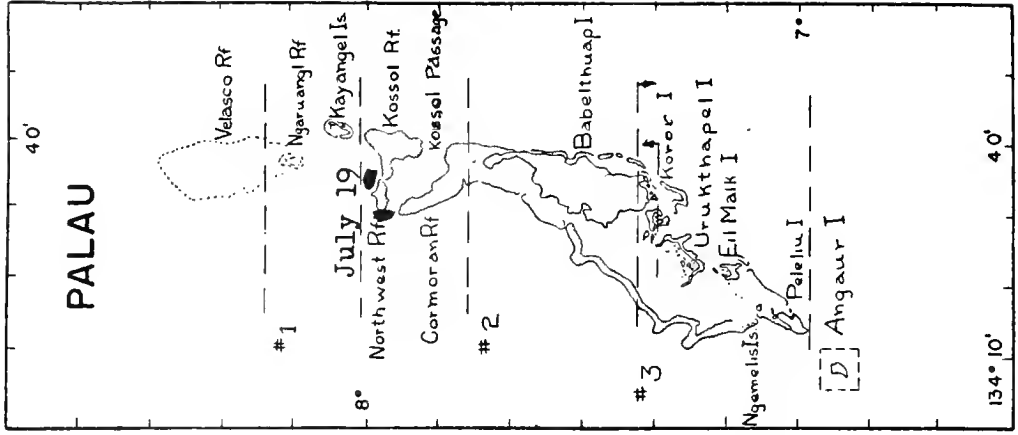 PALAU
40'
Velasco Rf
Ngaruangl Rf
Kayangel Is.
#1
July 19
8°
Kossol Rf.
Northwest Rf
Kossol Passage
Cormoran Rf
#2
Babelthuap I
#3
Koror I
Urukthapel I
Eil Malk I
Ngemelis Is
Peleliu I
7°
D
Angaur I
134° 10'
40'